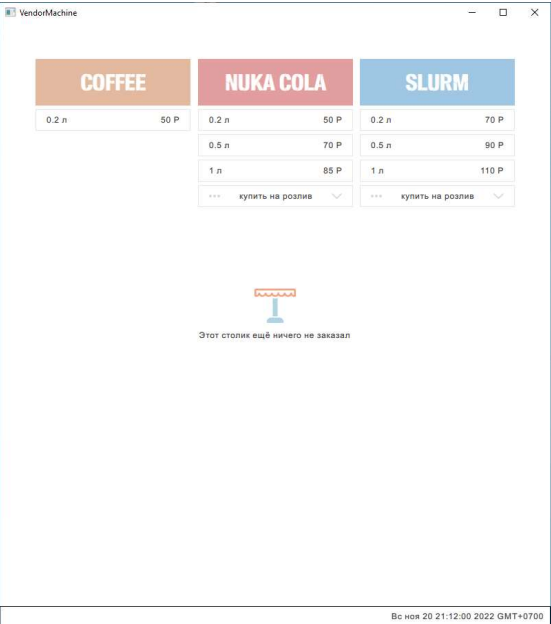 VendorMachine
COFFEE
0.2 л 50 Р
NUKA COLA
0.2 л 50 Р
0.5 л 70 Р
1 л 85 Р
купить на розлив
SLURM
0.2 л 70 Р
0.5 л 90 Р
1 л 110 Р
купить на розлив
Этот столик ещё ничего не заказал
Вс ноя 20 21:12:00 2022 GMT+0700